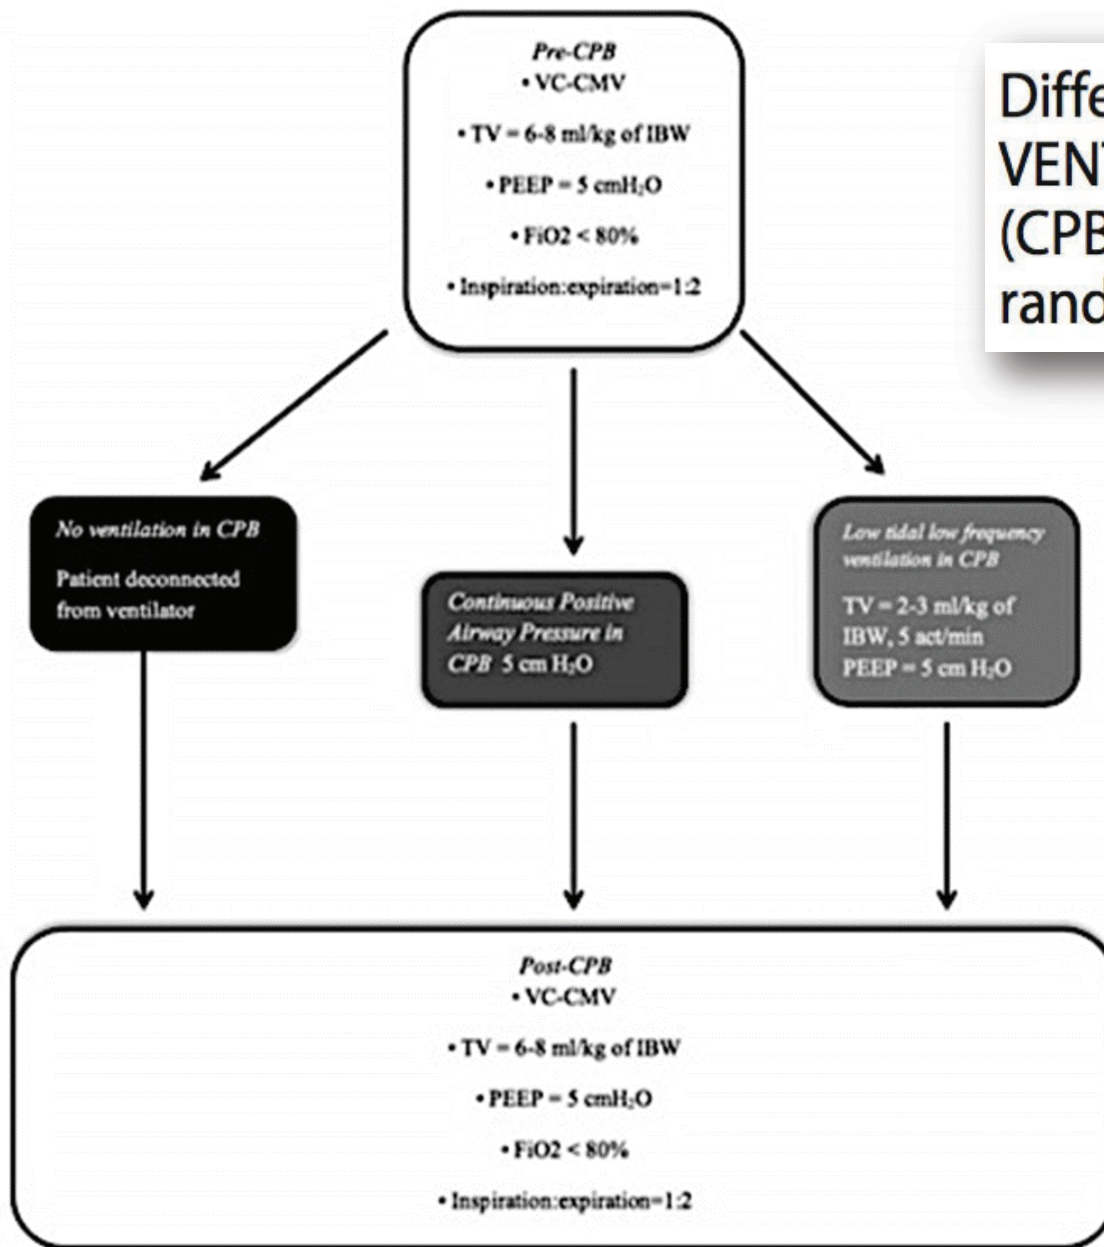 Pre-CPB
• VC-CMV
• TV = 6-8 ml/kg of IBW
• PEEP = 5 cmH₂O
• FiO2 < 80%
• Inspiration:expiration=1:2
Diffe
VENT
(CPB
rand
No ventilation in CPB
Patient deconnected
from ventilator
Continuous Positive
Airway Pressure in
CPB 5 cm H₂O
Low tidal low frequency
ventilation in CPB
TV = 2-3 ml/kg of
IBW, 5 act/min
PEEP = 5 cm H₂O
Post-CPB
• VC-CMV
• TV = 6-8 ml/kg of IBW
• PEEP = 5 cmH₂O
• FiO2 < 80%
• Inspiration:expiration=1:2